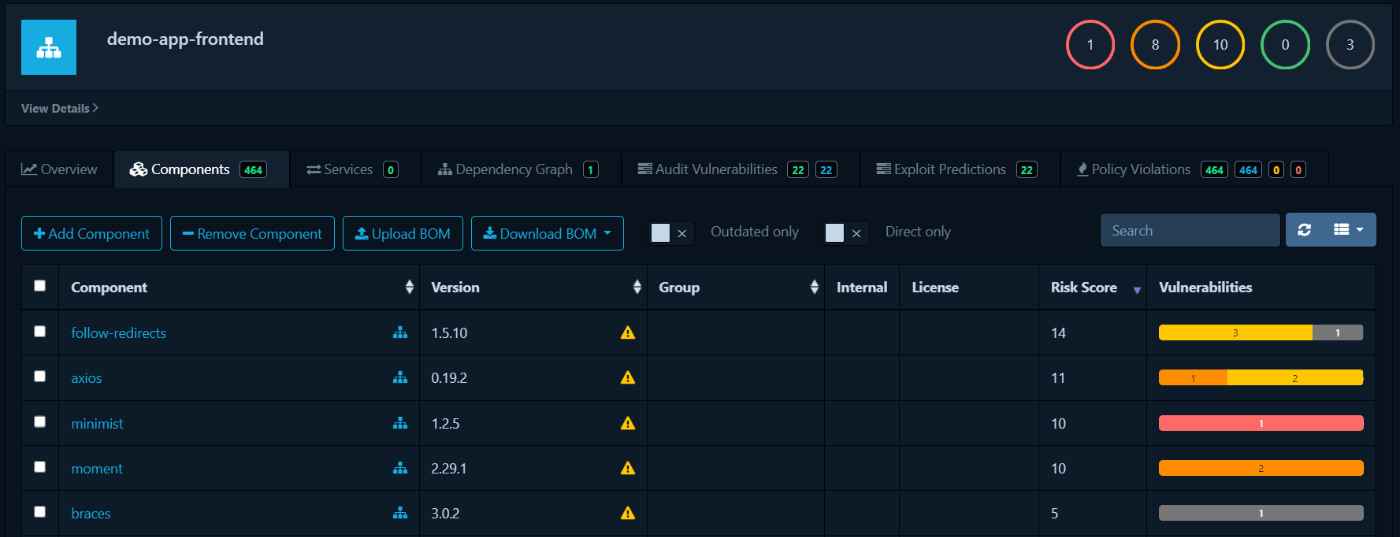 demo-app-frontend
1 8 10 0 3
View Details
Overview Components 464 Services 0 Dependency Graph 1 Audit Vulnerabilities 22 22 Exploit Predictions 22 Policy Violations 464 464 0 0
Add Component Remove Component Upload BOM Download BOM Outdated only Direct only Search
Component Version Group Internal License Risk Score Vulnerabilities
follow-redirects 1.5.10 14 3 1
axios 0.19.2 11 1 2
minimist 1.2.5 10 1
moment 2.29.1 10 2
braces 3.0.2 5 1